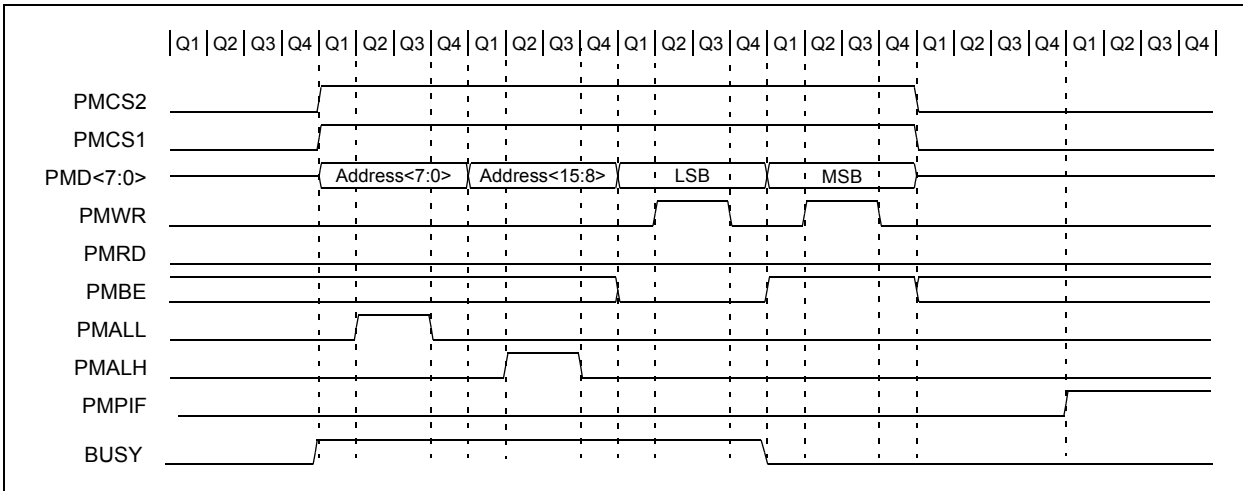 Q1 Q2 Q3 Q4 Q1 Q2 Q3 Q4 Q1 Q2 Q3 Q4 Q1 Q2 Q3 Q4 Q1 Q2 Q3 Q4 Q1 Q2 Q3 Q4 Q1 Q2 Q3 Q4
PMCS2
PMCS1
PMD<7:0> Address<7:0> Address<15:8> LSB MSB
PMWR
PMRD
PMBE
PMALL
PMALH
PMPIF
BUSY